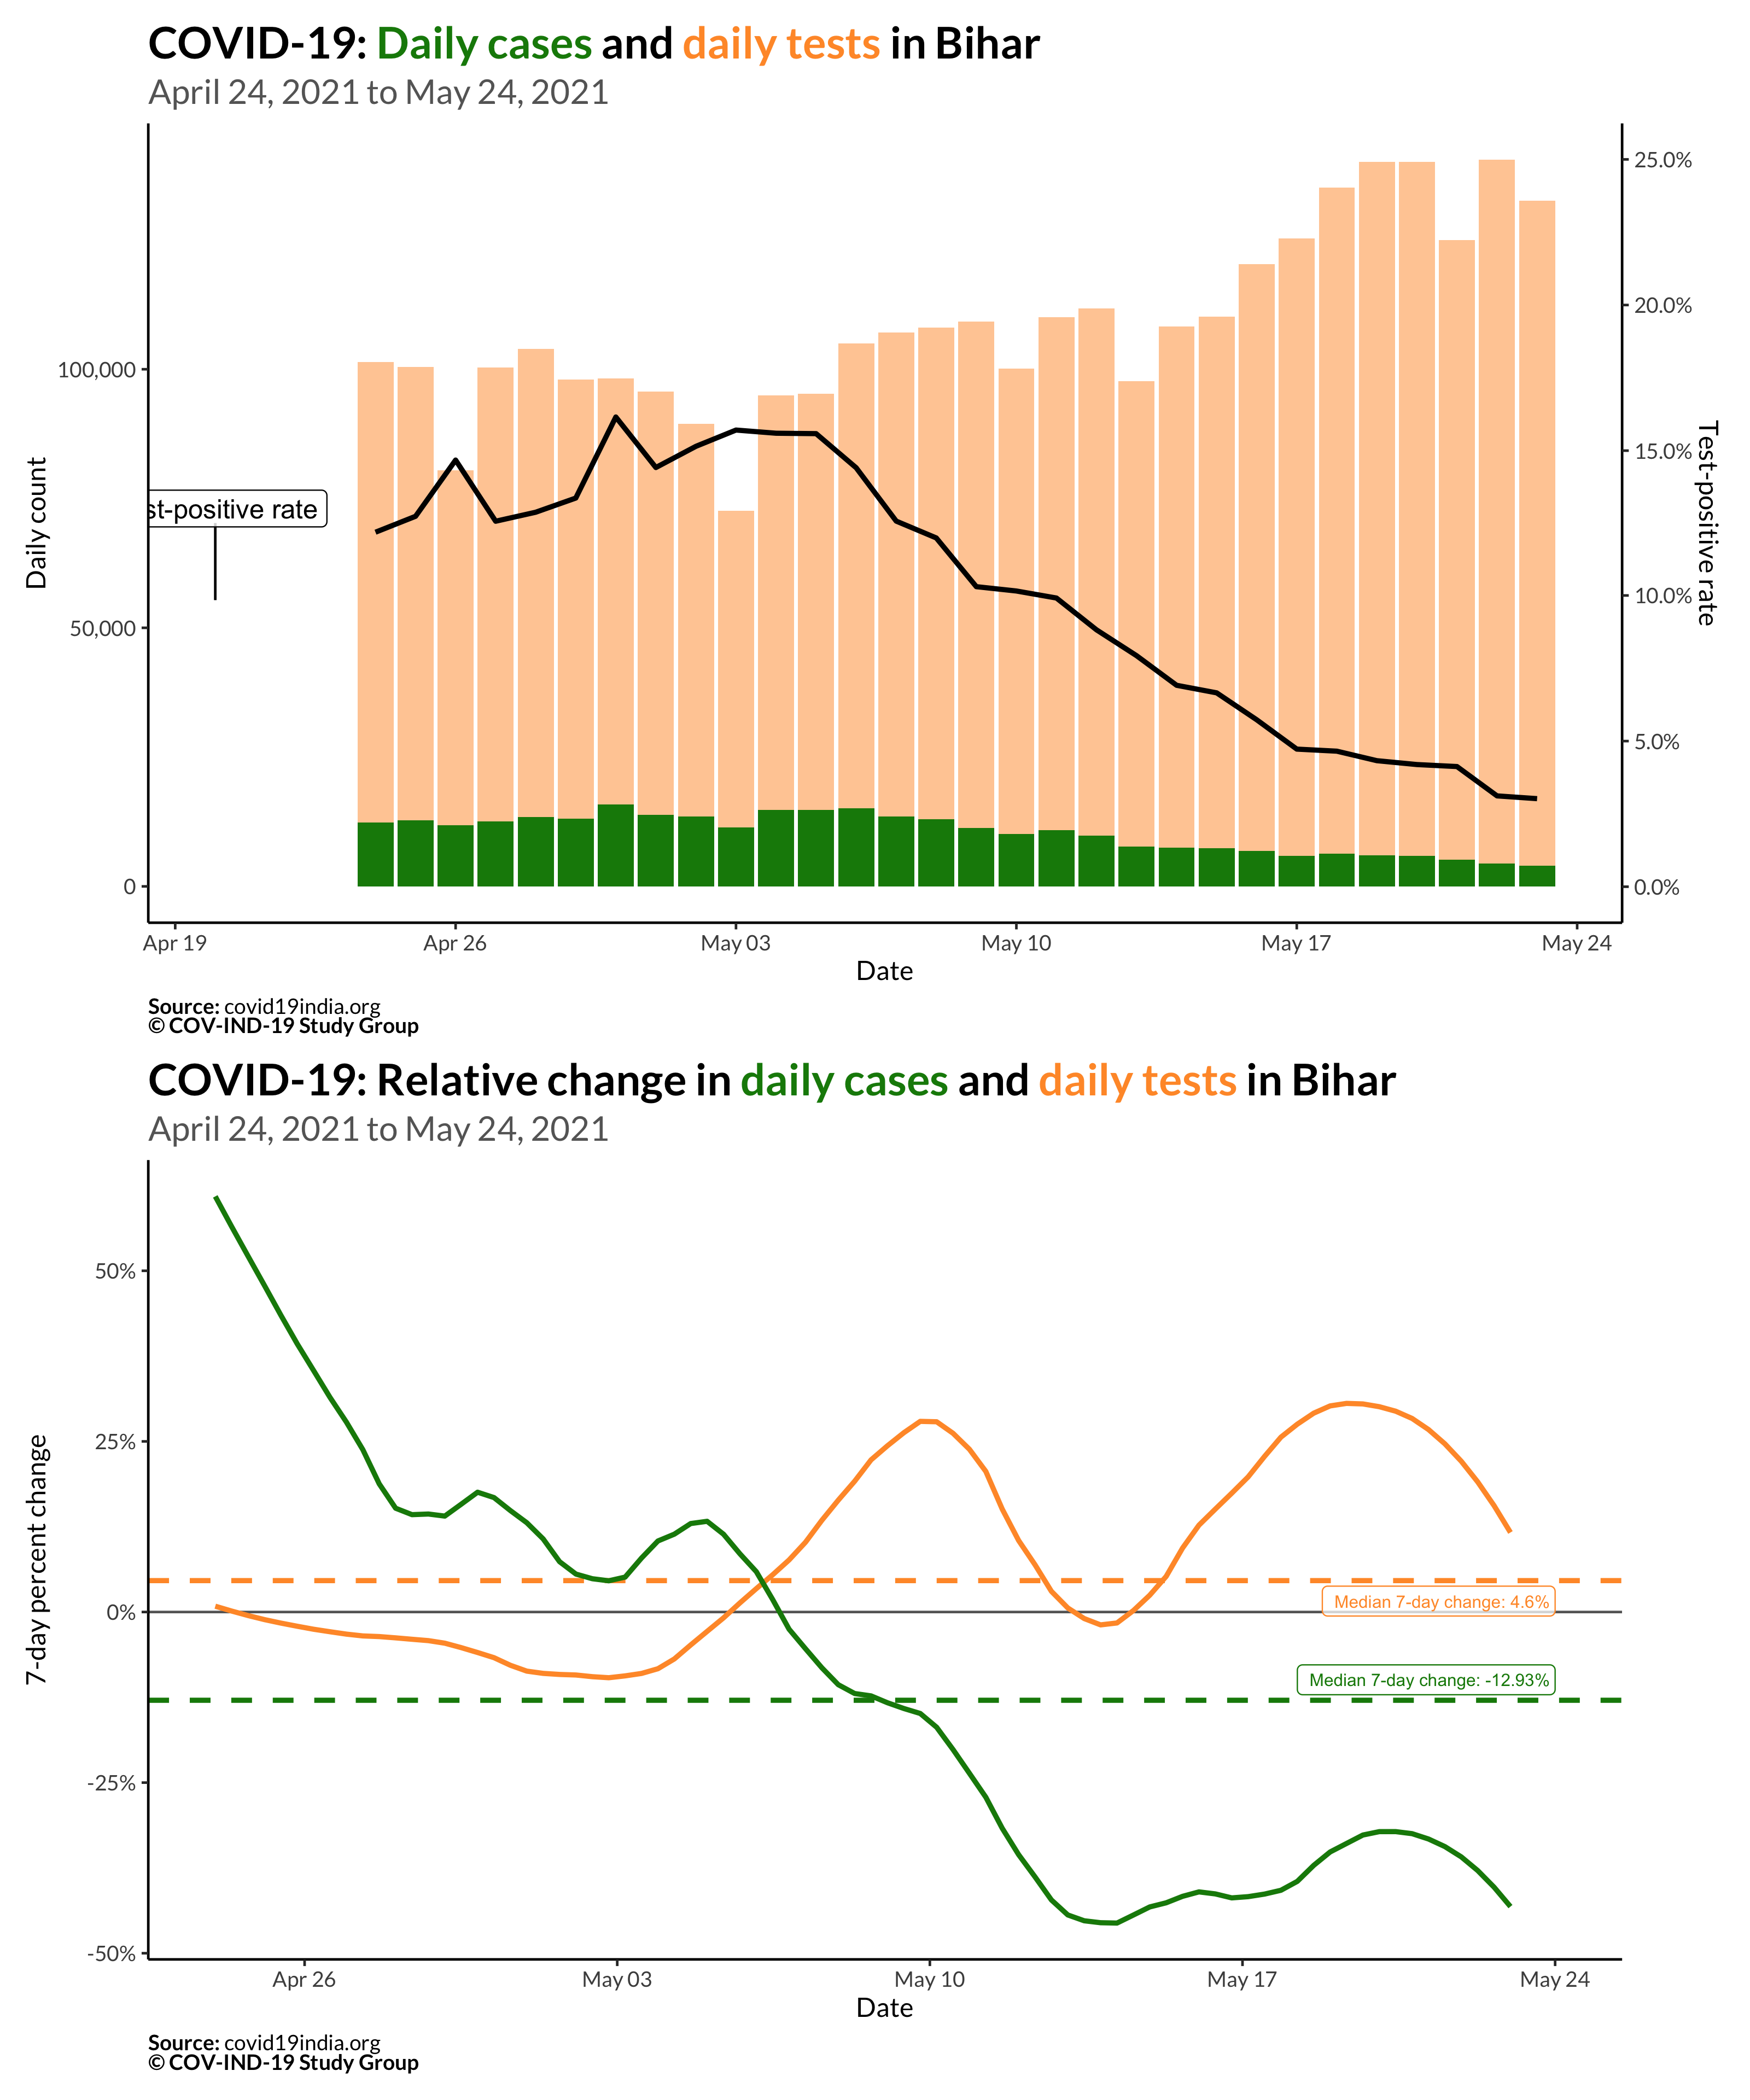 COVID-19: Daily cases and daily tests in Bihar
April 24, 2021 to May 24, 2021
25.0%
20.0%
100,000
15.0%
st-positive rate
Daily count
Test-positive rate
10.0%
50,000
5.0%
0
0.0%
Apr 19 Apr 26 May 03 May 10 May 17 May 24
Date
Source: covid19india.org
© COV-IND-19 Study Group
COVID-19: Relative change in daily cases and daily tests in Bihar
April 24, 2021 to May 24, 2021
50%
25%
7-day percent change
Median 7-day change: 4.6%
0%
Median 7-day change: -12.93%
-25%
-50%
Apr 26 May 03 May 10 May 17 May 24
Date
Source: covid19india.org
© COV-IND-19 Study Group